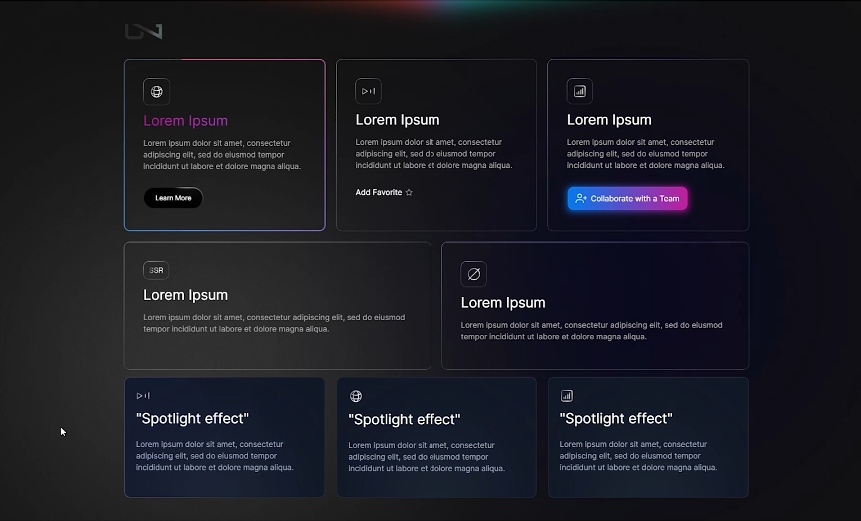 Lorem Ipsum
Lorem ipsum dolor sit amet, consectetur
adipiscing elit, sed do eiusmod tempor
incididunt ut labore et dolore magna aliqua.
Learn More
Lorem Ipsum
Lorem ipsum dolor sit amet, consectetur
adipiscing elit, sed do eiusmod tempor
incididunt ut labore et dolore magna aliqua.
Add Favorite
Lorem Ipsum
Lorem ipsum dolor sit amet, consectetur
adipiscing elit, sed do eiusmod tempor
incididunt ut labore et dolore magna aliqua.
Collaborate with a Team
SSR
Lorem Ipsum
Lorem ipsum dolor sit amet, consectetur adipiscing elit, sed do eiusmod
tempor incididunt ut labore et dolore magna aliqua.
Lorem Ipsum
Lorem ipsum dolor sit amet, consectetur adipiscing elit, sed do eiusmod
tempor incididunt ut labore et dolore magna aliqua.
"Spotlight effect"
Lorem ipsum dolor sit amet, consectetur
adipiscing elit, sed do eiusmod tempor
incididunt ut labore et dolore magna aliqua.
"Spotlight effect"
Lorem ipsum dolor sit amet, consectetur
adipiscing elit, sed do eiusmod tempor
incididunt ut labore et dolore magna aliqua.
"Spotlight effect"
Lorem ipsum dolor sit amet, consectetur
adipiscing elit, sed do eiusmod tempor
incididunt ut labore et dolore magna aliqua.